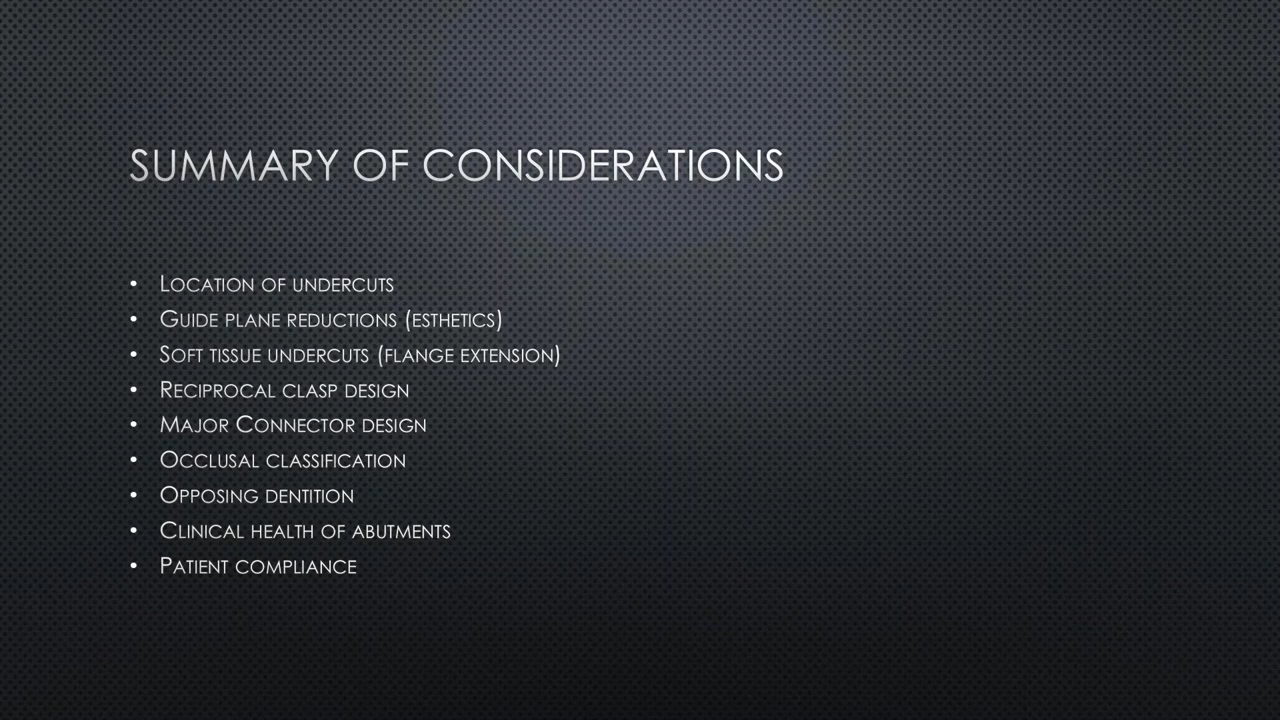 SUMMARY OF CONSIDERATIONS
• LOCATION OF UNDERCUTS
• GUIDE PLANE REDUCTIONS (ESTHETICS)
• SOFT TISSUE UNDERCUTS (FLANGE EXTENSION)
• RECIPROCAL CLASP DESIGN
• MAJOR CONNECTOR DESIGN
• OCCLUSAL CLASSIFICATION
• OPPOSING DENTITION
• CLINICAL HEALTH OF ABUTMENTS
• PATIENT COMPLIANCE